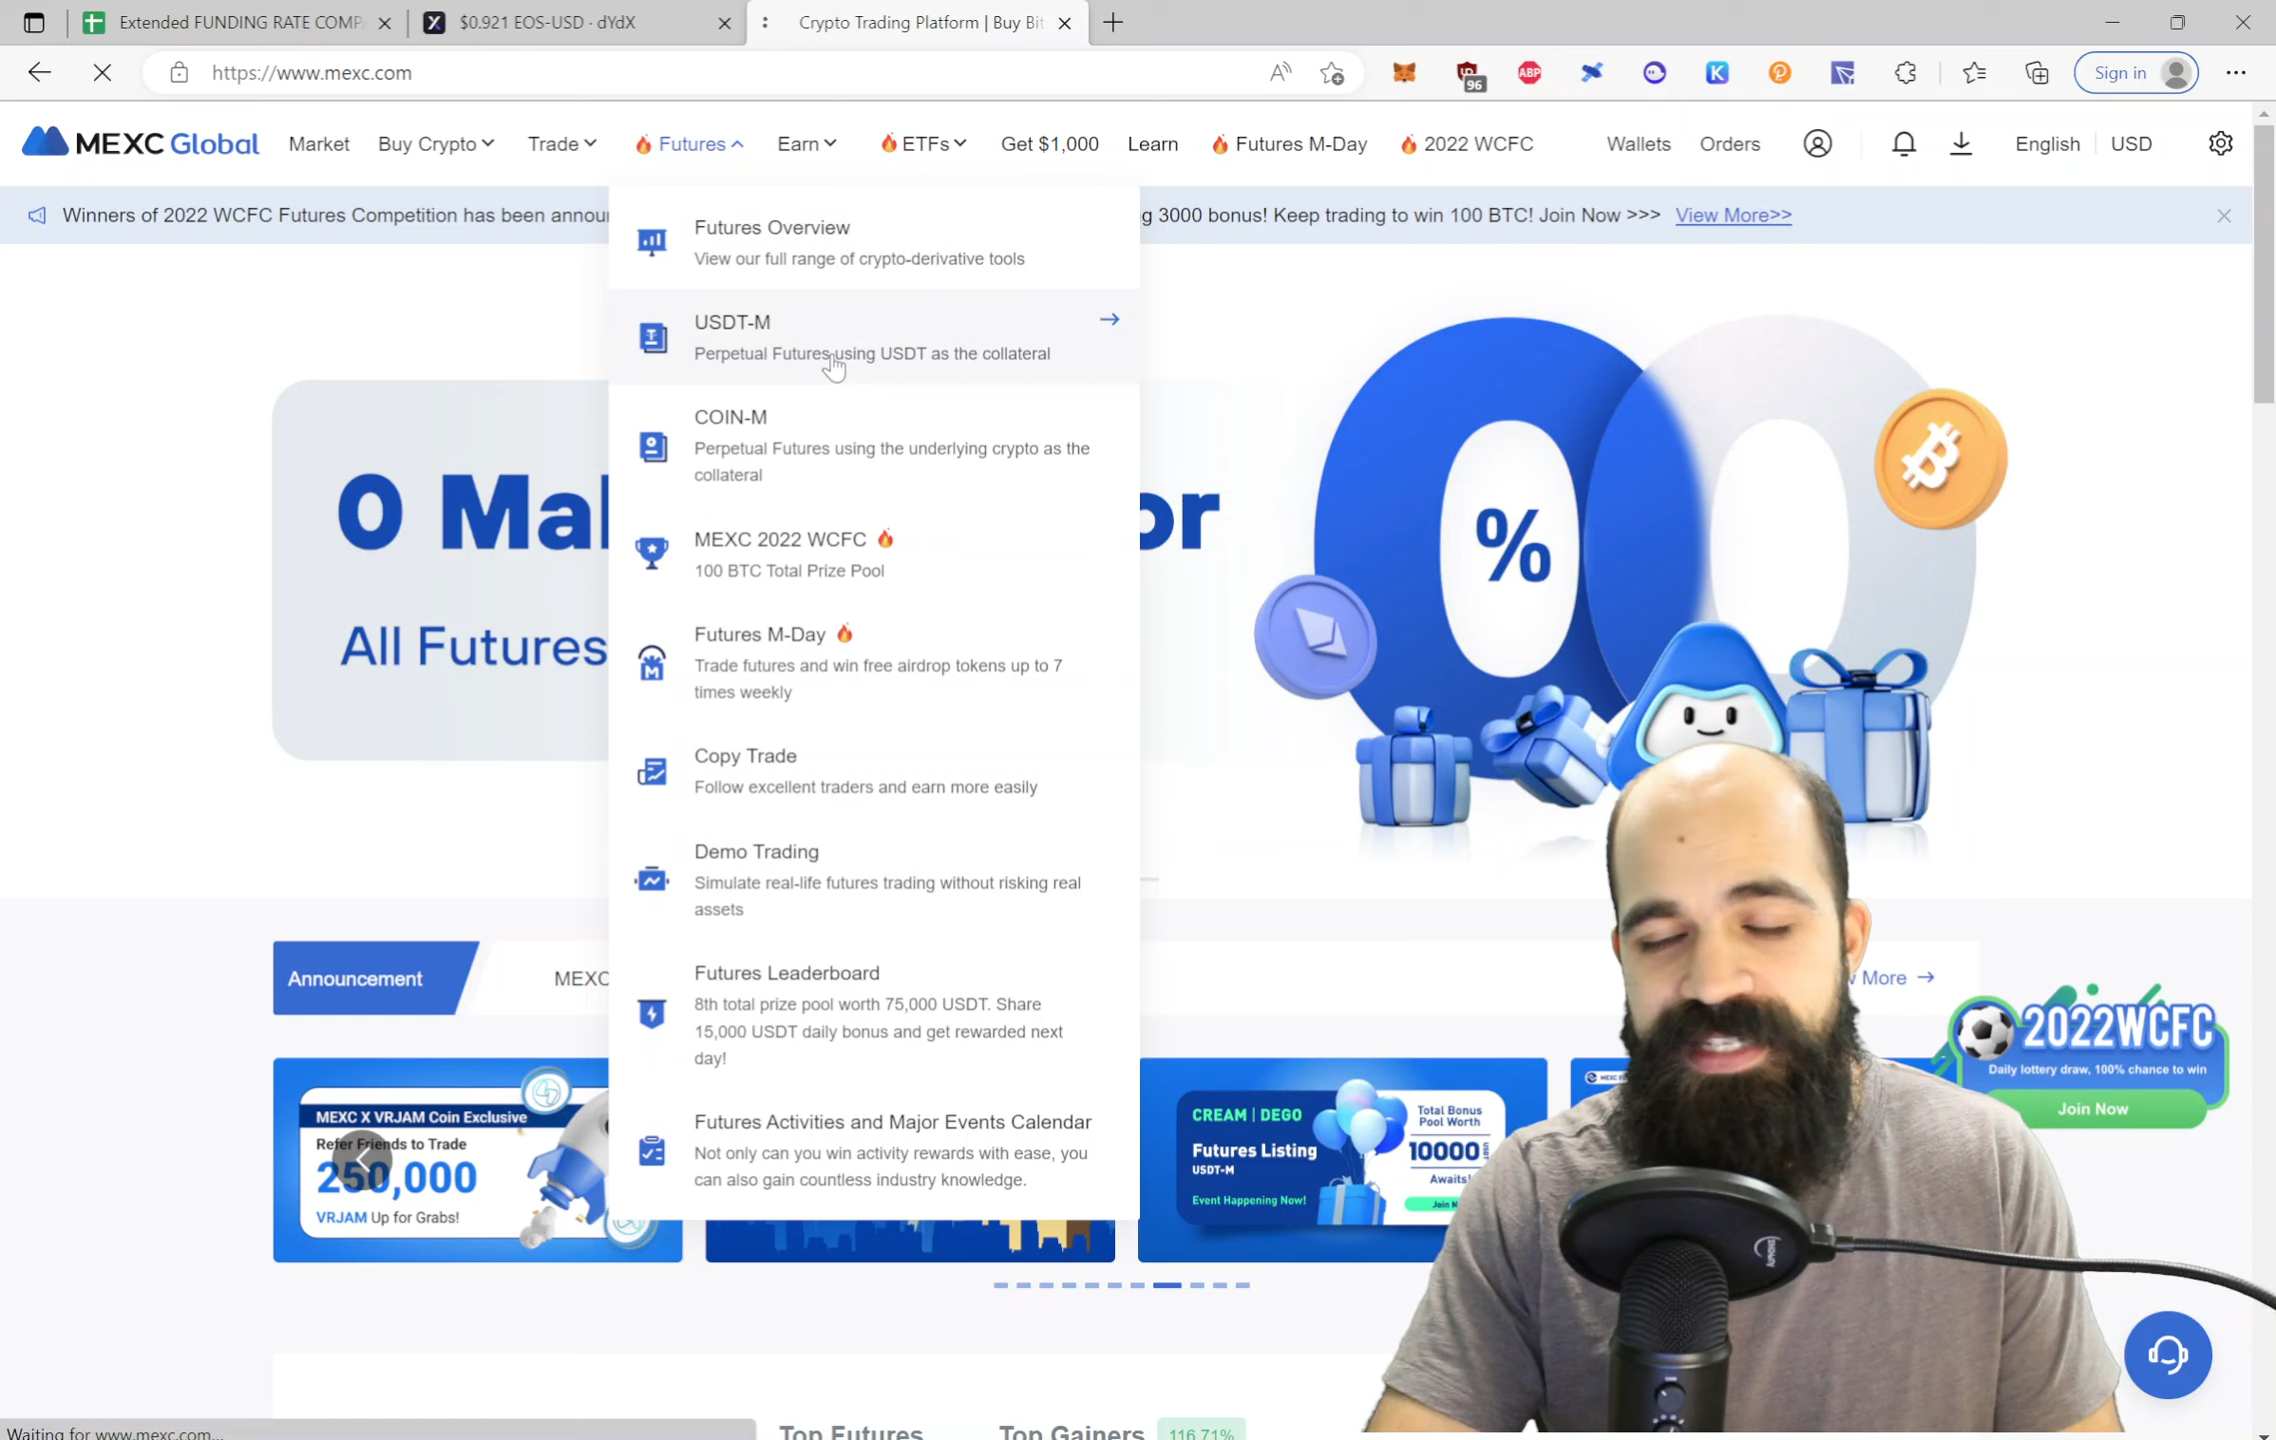 Extended FUNDING RATE COMP
$0.921 EOS-USD · dYdX
Crypto Trading Platform | Buy Bit
https://www.mexc.com
96
ABP
Sign in
MEXC Global
Market
Buy Crypto
Trade
Futures
Earn
ETFs
Get $1,000
Learn
Futures M-Day
2022 WCFC
Wallets
Orders
English
USD
Winners of 2022 WCFC Futures Competition has been annou
g 3000 bonus! Keep trading to win 100 BTC! Join Now >>> View More>>
Futures Overview
View our full range of crypto-derivative tools
USDT-M
Perpetual Futures using USDT as the collateral
COIN-M
Perpetual Futures using the underlying crypto as the
collateral
MEXC 2022 WCFC
100 BTC Total Prize Pool
Futures M-Day
Trade futures and win free airdrop tokens up to 7
times weekly
Copy Trade
Follow excellent traders and earn more easily
Demo Trading
Simulate real-life futures trading without risking real
assets
Futures Leaderboard
8th total prize pool worth 75,000 USDT. Share
15,000 USDT daily bonus and get rewarded next
day!
Futures Activities and Major Events Calendar
Not only can you win activity rewards with ease, you
can also gain countless industry knowledge.
0 Mak
or
All Futures
00
%
Announcement
MEXC
More
MEXC X VRJAM Coin Exclusive
Refer Friends to Trade
250,000
VRJAM Up for Grabs!
CREAM | DEGO
Futures Listing
USDT-M
Event Happening Now!
Total Bonus
Pool Worth
10000
Awaits!
2022WCFC
Daily lottery draw, 100% chance to win
Join Now
Top Futures
Top Gainers
116.71%
Waiting for www.mexc.com...